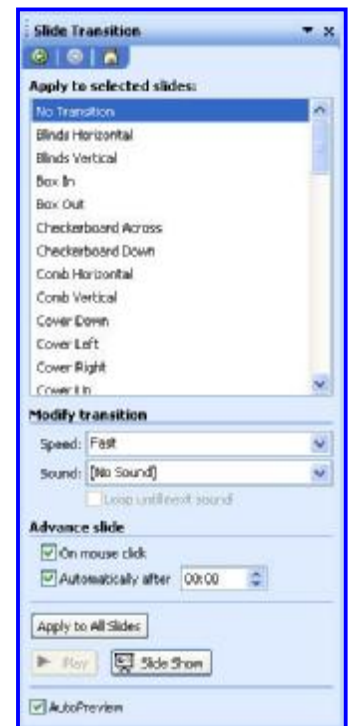 Slide Transition
Apply to selected slides:
No Transition
Blinds Horizontal
Blinds Vertical
Box In
Box Out
Checkerboard Across
Checkerboard Down
Comb Horizontal
Comb Vertical
Cover Down
Cover Left
Cover Right
Cover Up
Modify transition
Speed: Fast
Sound: [No Sound]
Loop until next sound
Advance slide
On mouse click
Automatically after 00:00
Apply to All Slides
Play Slide Show
AutoPreview